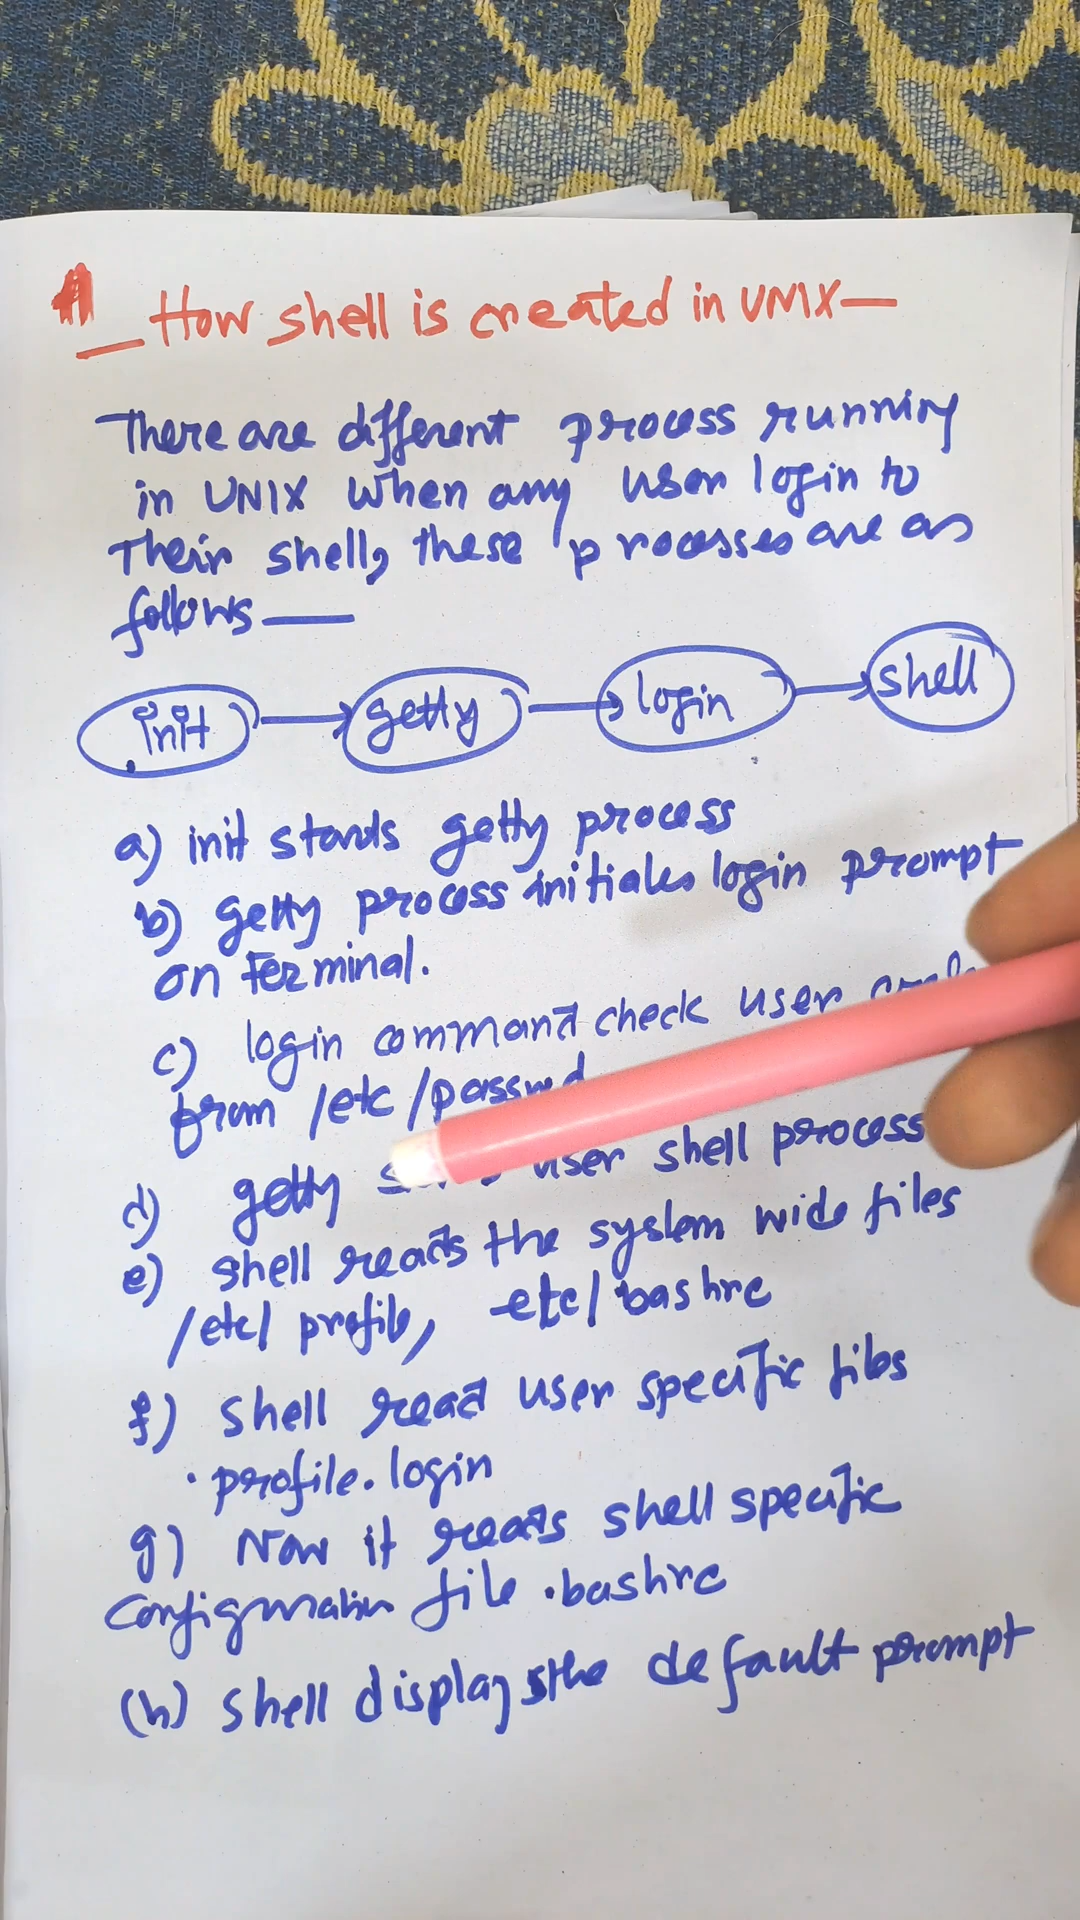 How shell is created in UNIX—
There are different process running
in UNIX when any user login to
Their shell, these processes are as
follows —
init → getty → login → shell
a) init starts getty process
b) getty process initiates login prompt
on Terminal.
c) login command check user
from /etc/passwd
d) getty user shell process
e) shell reads the system wide files
/etc/ profile, etc/ bashrc
f) shell read user specific files
.profile.login
g) Now it reads shell specific
Configuration file .bashrc
(h) shell displays the default prompt